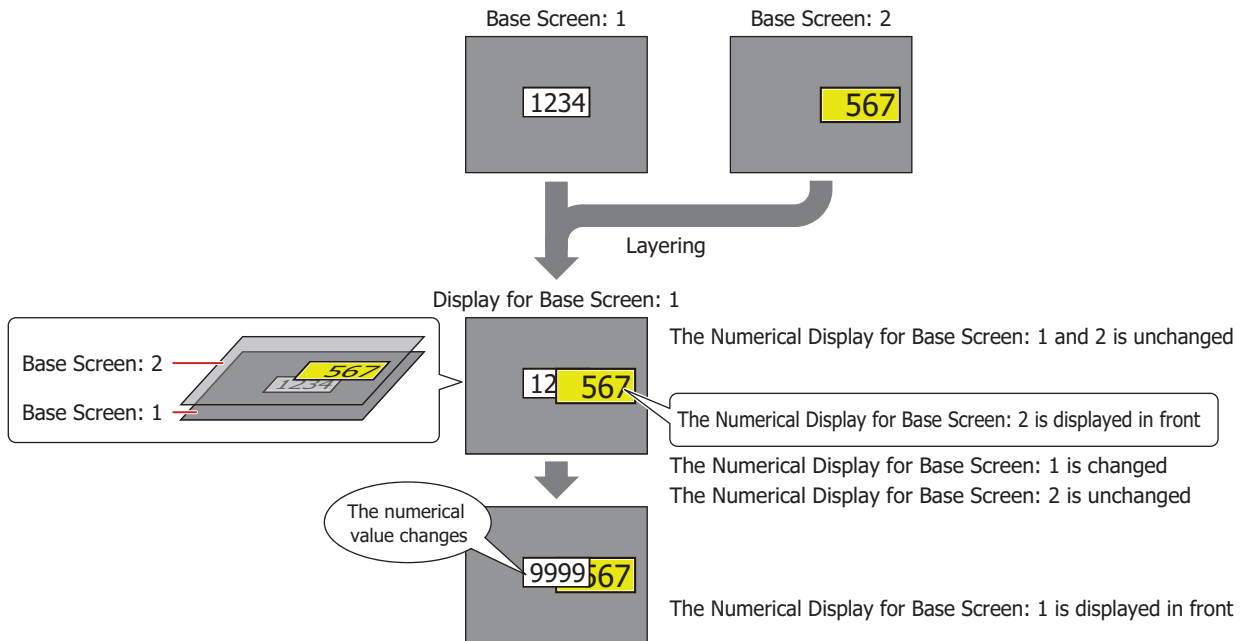 Base Screen: 1
Base Screen: 2
1234
567
Layering
Display for Base Screen: 1
The Numerical Display for Base Screen: 1 and 2 is unchanged
Base Screen: 2
Base Screen: 1
567
1234
12
567
The Numerical Display for Base Screen: 2 is displayed in front
The Numerical Display for Base Screen: 1 is changed
The Numerical Display for Base Screen: 2 is unchanged
The numerical
value changes
9999
567
The Numerical Display for Base Screen: 1 is displayed in front